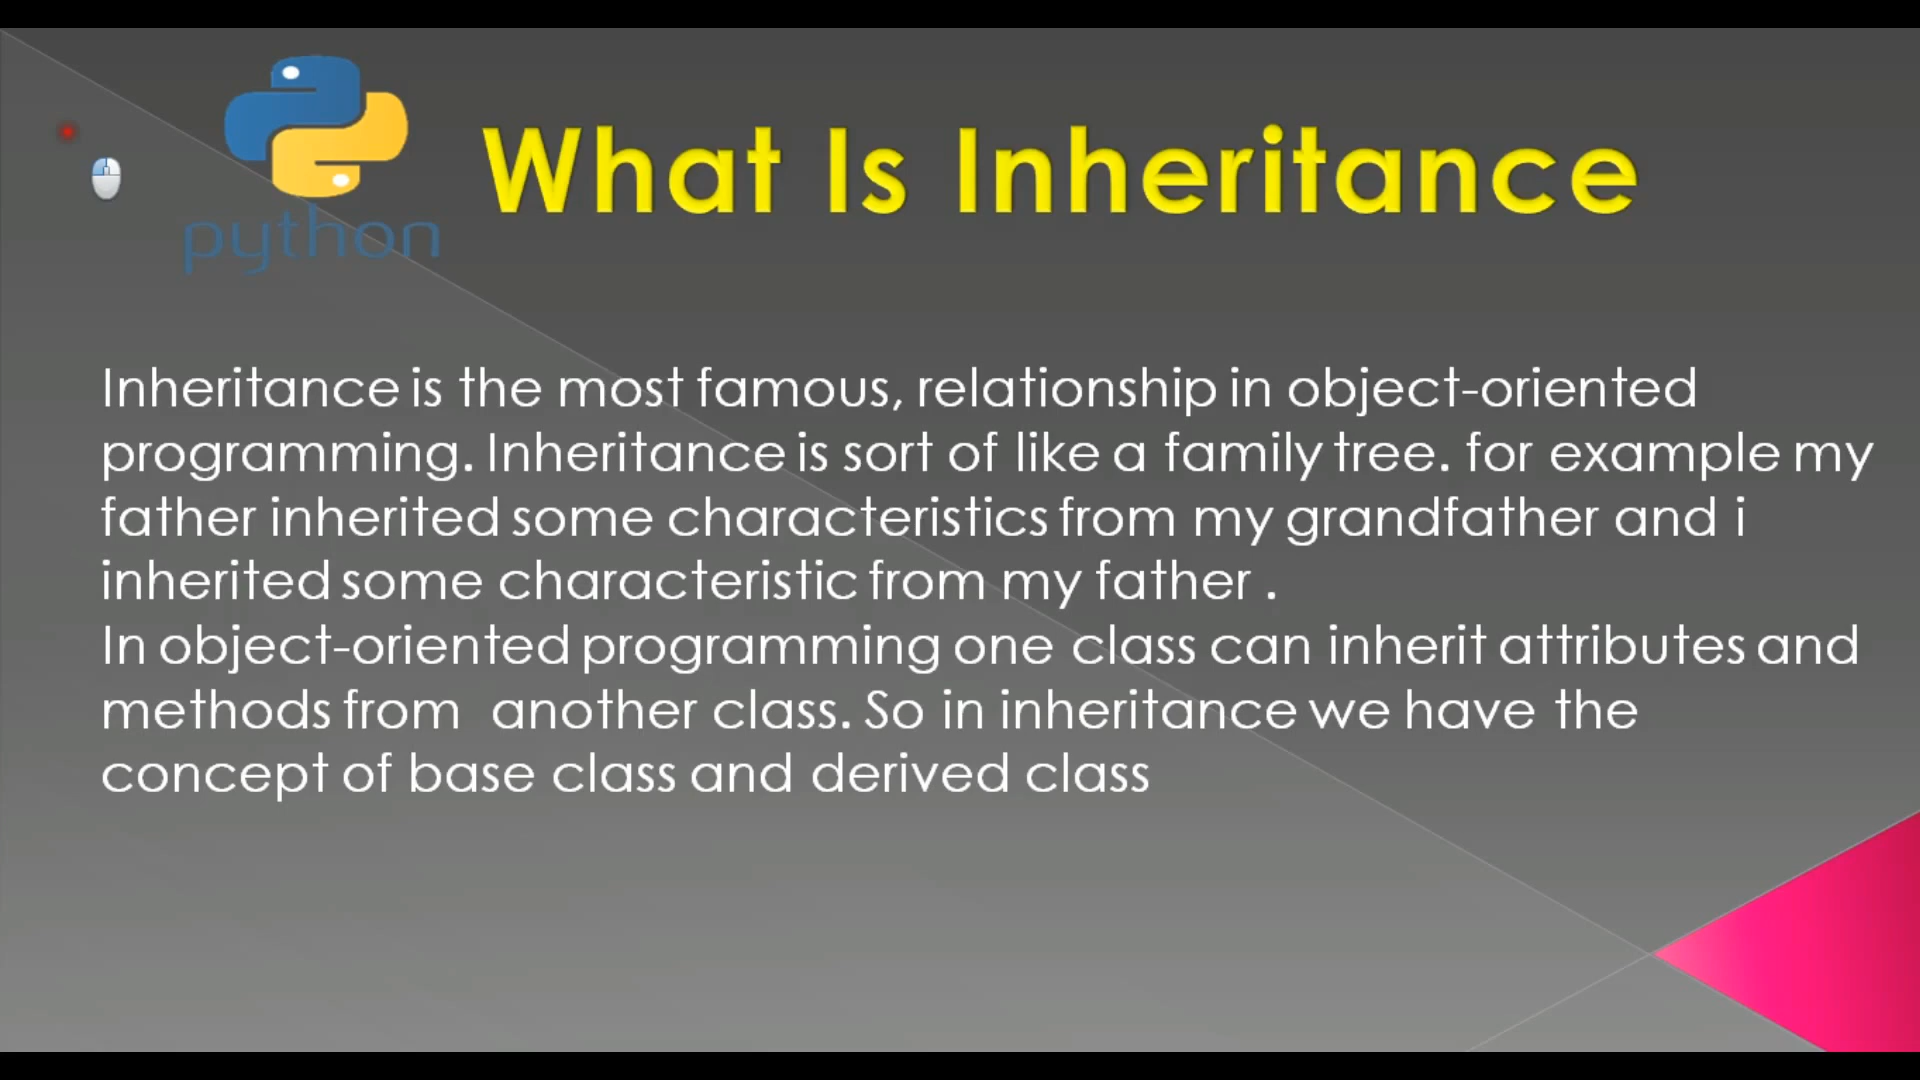 python
What Is Inheritance
Inheritance is the most famous, relationship in object-oriented
programming. Inheritance is sort of like a family tree. for example my
father inherited some characteristics from my grandfather and i
inherited some characteristic from my father .
In object-oriented programming one class can inherit attributes and
methods from  another class. So in inheritance we have the
concept of base class and derived class